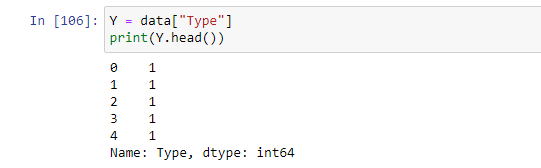 In [106]: Y = data["Type"]
print(Y.head())
0    1
1    1
2    1
3    1
4    1
Name: Type, dtype: int64